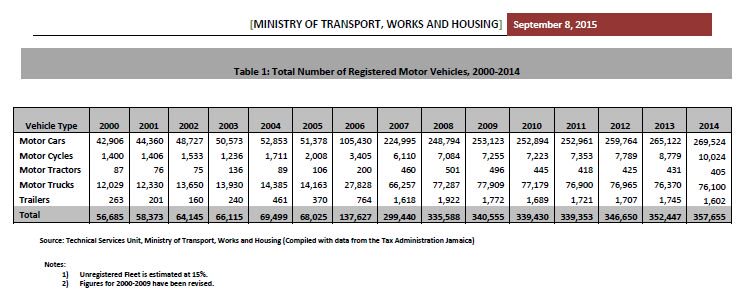 [MINISTRY OF TRANSPORT, WORKS AND HOUSING] September 8, 2015
Table 1: Total Number of Registered Motor Vehicles, 2000-2014
Vehicle Type 2000 2001 2002 2003 2004 2005 2006 2007 2008 2009 2010 2011 2012 2013 2014
Motor Cars 42,906 44,360 48,727 50,573 52,853 51,378 105,430 224,995 248,794 253,123 252,894 252,961 259,764 265,122 269,524
Motor Cycles 1,400 1,406 1,533 1,236 1,711 2,008 3,405 6,110 7,084 7,255 7,223 7,353 7,789 8,779 10,024
Motor Tractors 87 76 75 136 89 106 200 460 501 496 445 418 425 431 405
Motor Trucks 12,029 12,330 13,650 13,930 14,385 14,163 27,828 66,257 77,287 77,909 77,179 76,900 76,965 76,370 76,100
Trailers 263 201 160 240 461 370 764 1,618 1,922 1,772 1,689 1,721 1,707 1,745 1,602
Total 56,685 58,373 64,145 66,115 69,499 68,025 137,627 299,440 335,588 340,555 339,430 339,353 346,650 352,447 357,655
Source: Technical Services Unit, Ministry of Transport, Works and Housing (Compiled with data from the Tax Administration Jamaica)
Notes:
1) Unregistered Fleet is estimated at 15%.
2) Figures for 2000-2009 have been revised.